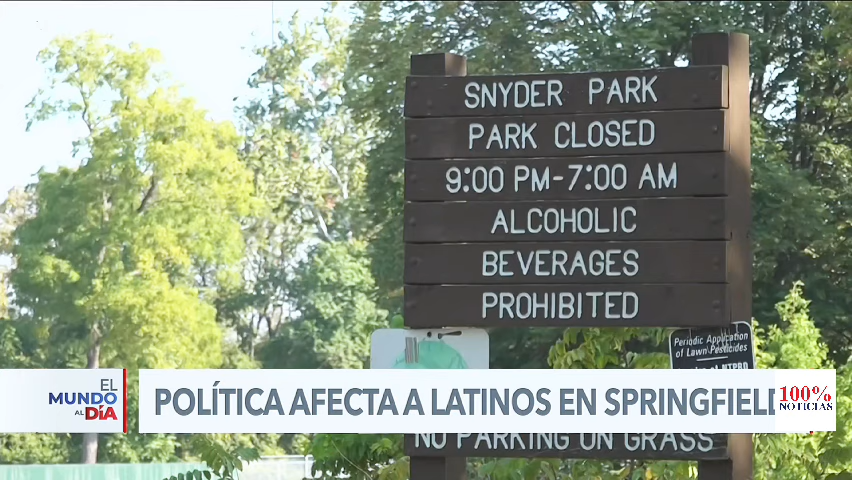 SNYDER PARK
PARK CLOSED
9:00 PM-7:00 AM
ALCOHOLIC
BEVERAGES
PROHIBITED
Periodic Application
of Lawn Pesticides
EL
MUNDO
AL DÍA
POLÍTICA AFECTA A LATINOS EN SPRINGFIEL
100%
NOTICIAS
NO PARKING ON GRASS